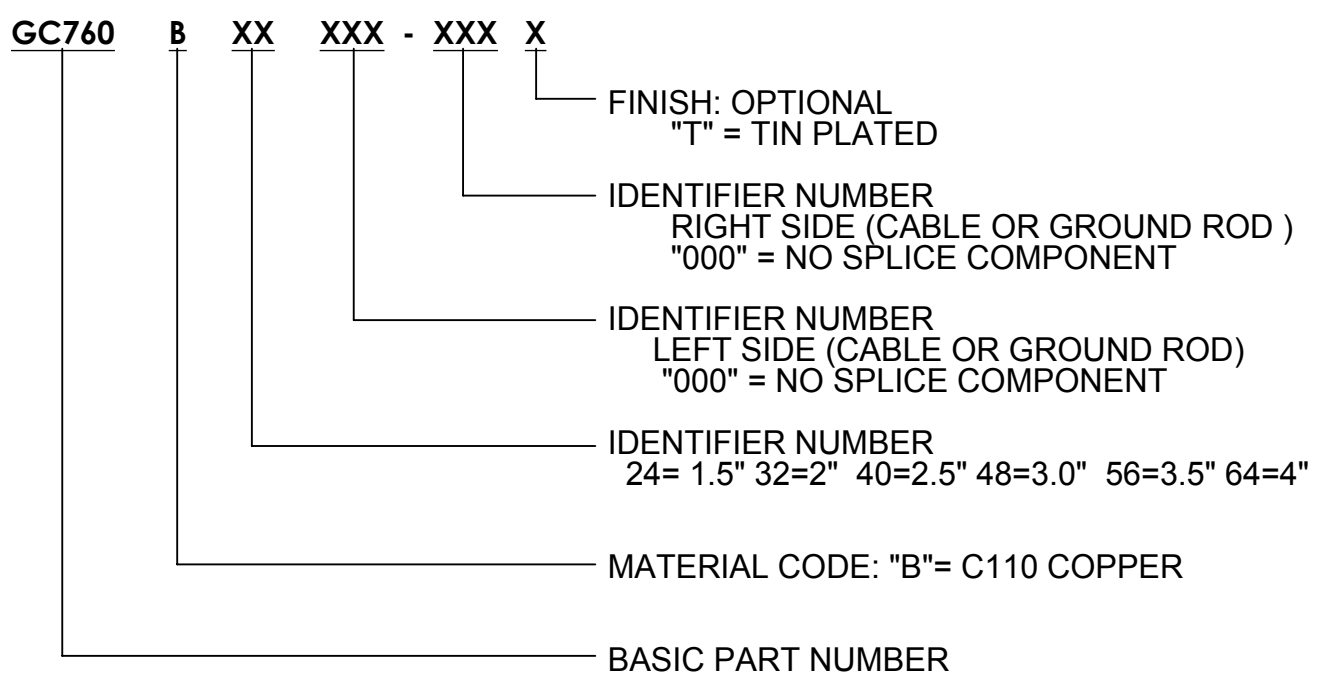 GC760 B XX XXX - XXX X
FINISH: OPTIONAL
"T" = TIN PLATED
IDENTIFIER NUMBER
RIGHT SIDE (CABLE OR GROUND ROD )
"000" = NO SPLICE COMPONENT
IDENTIFIER NUMBER
LEFT SIDE (CABLE OR GROUND ROD)
"000" = NO SPLICE COMPONENT
IDENTIFIER NUMBER
24= 1.5" 32=2" 40=2.5" 48=3.0" 56=3.5" 64=4"
MATERIAL CODE: "B"= C110 COPPER
BASIC PART NUMBER